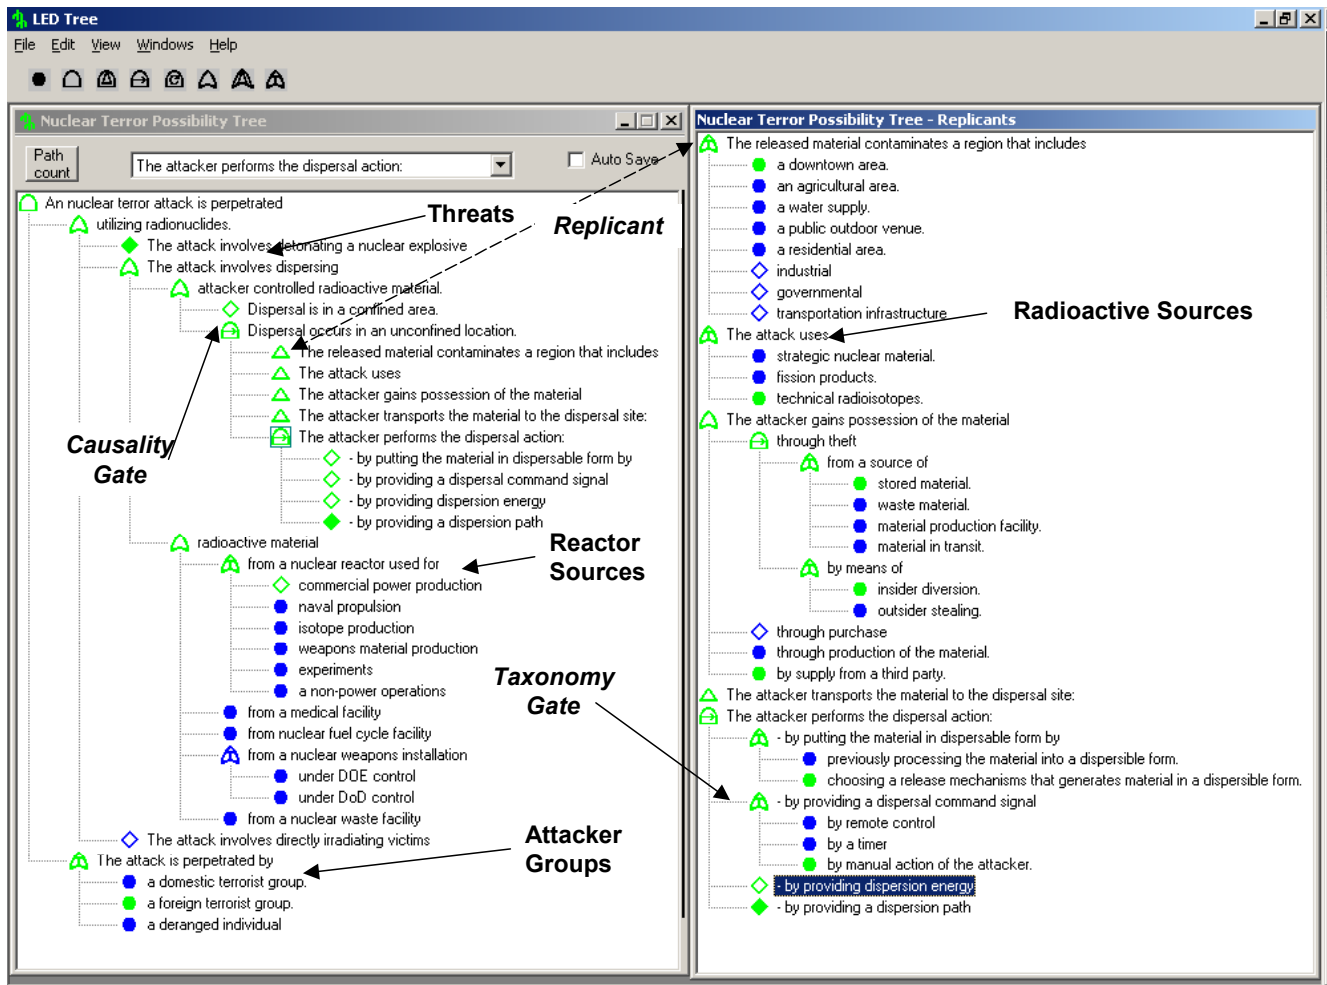 LED Tree
File Edit View Windows Help
Nuclear Terror Possibility Tree
Path count
The attacker performs the dispersal action:
Auto Save
An nuclear terror attack is perpetrated
utilizing radionuclides.
The attack involves detonating a nuclear explosive
The attack involves dispersing
attacker controlled radioactive material.
Dispersal is in a confined area.
Dispersal occurs in an unconfined location.
The released material contaminates a region that includes
The attack uses
The attacker gains possession of the material
The attacker transports the material to the dispersal site:
The attacker performs the dispersal action:
- by putting the material in dispersable form by
- by providing a dispersal command signal
- by providing dispersion energy
- by providing a dispersion path
radioactive material
from a nuclear reactor used for
commercial power production
naval propulsion
isotope production
weapons material production
experiments
a non-power operations
from a medical facility
from nuclear fuel cycle facility
from a nuclear weapons installation
under DOE control
under DoD control
from a nuclear waste facility
The attack involves directly irradiating victims
The attack is perpetrated by
a domestic terrorist group.
a foreign terrorist group.
a deranged individual
Threats
Replicant
Causality
Gate
Reactor
Sources
Taxonomy
Gate
Attacker
Groups
Nuclear Terror Possibility Tree - Replicants
The released material contaminates a region that includes
a downtown area.
an agricultural area.
a water supply.
a public outdoor venue.
a residential area.
industrial
governmental
transportation infrastructure
Radioactive Sources
The attack uses
strategic nuclear material.
fission products.
technical radioisotopes.
The attacker gains possession of the material
through theft
from a source of
stored material.
waste material.
material production facility.
material in transit.
by means of
insider diversion.
outsider stealing.
through purchase
through production of the material.
by supply from a third party.
The attacker transports the material to the dispersal site:
The attacker performs the dispersal action:
- by putting the material in dispersable form by
previously processing the material into a dispersible form.
choosing a release mechanisms that generates material in a dispersible form.
- by providing a dispersal command signal
by remote control
by a timer
by manual action of the attacker.
- by providing dispersion energy
- by providing a dispersion path